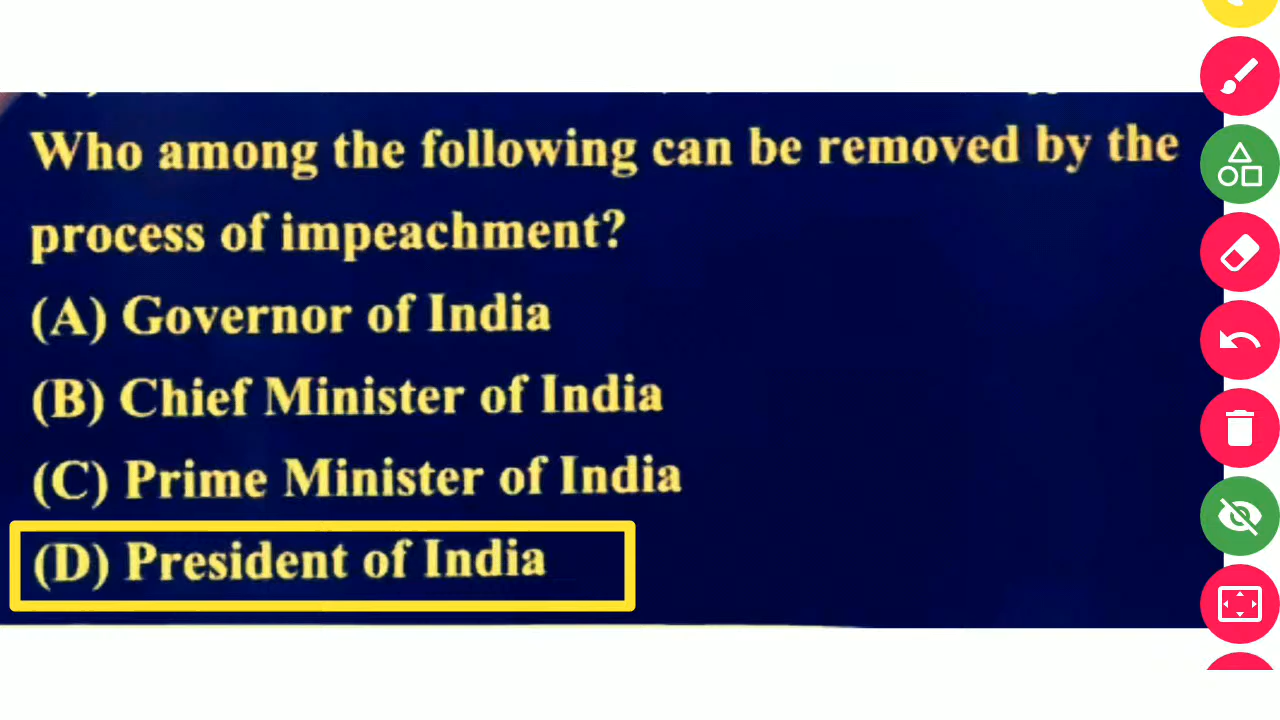 Who among the following can be removed by the
process of impeachment?
(A) Governor of India
(B) Chief Minister of India
(C) Prime Minister of India
(D) President of India